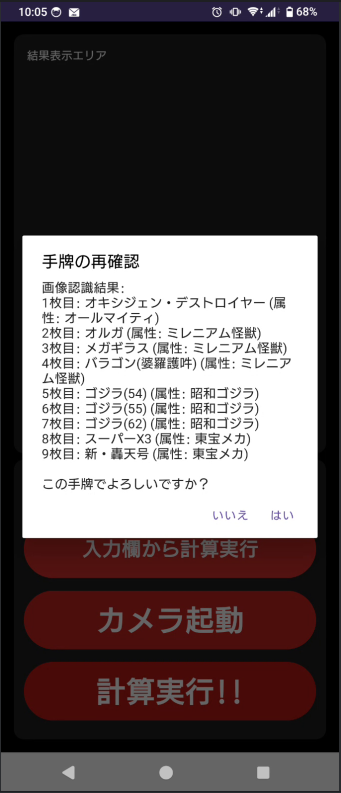 10:05
68%
結果表示エリア
手牌の再確認
画像認識結果:
1枚目: オキシジェン・デストロイヤー (属
性: オールマイティ)
2枚目: オルガ (属性: ミレニアム怪獣)
3枚目: メガギラス (属性: ミレニアム怪獣)
4枚目: バラゴン(婆羅護吽) (属性: ミレニア
ム怪獣)
5枚目: ゴジラ(54) (属性: 昭和ゴジラ)
6枚目: ゴジラ(55) (属性: 昭和ゴジラ)
7枚目: ゴジラ(62) (属性: 昭和ゴジラ)
8枚目: スーパーX3 (属性: 東宝メカ)
9枚目: 新・轟天号 (属性: 東宝メカ)
この手牌でよろしいですか？
いいえ はい
入力欄から計算実行
カメラ起動
計算実行!!